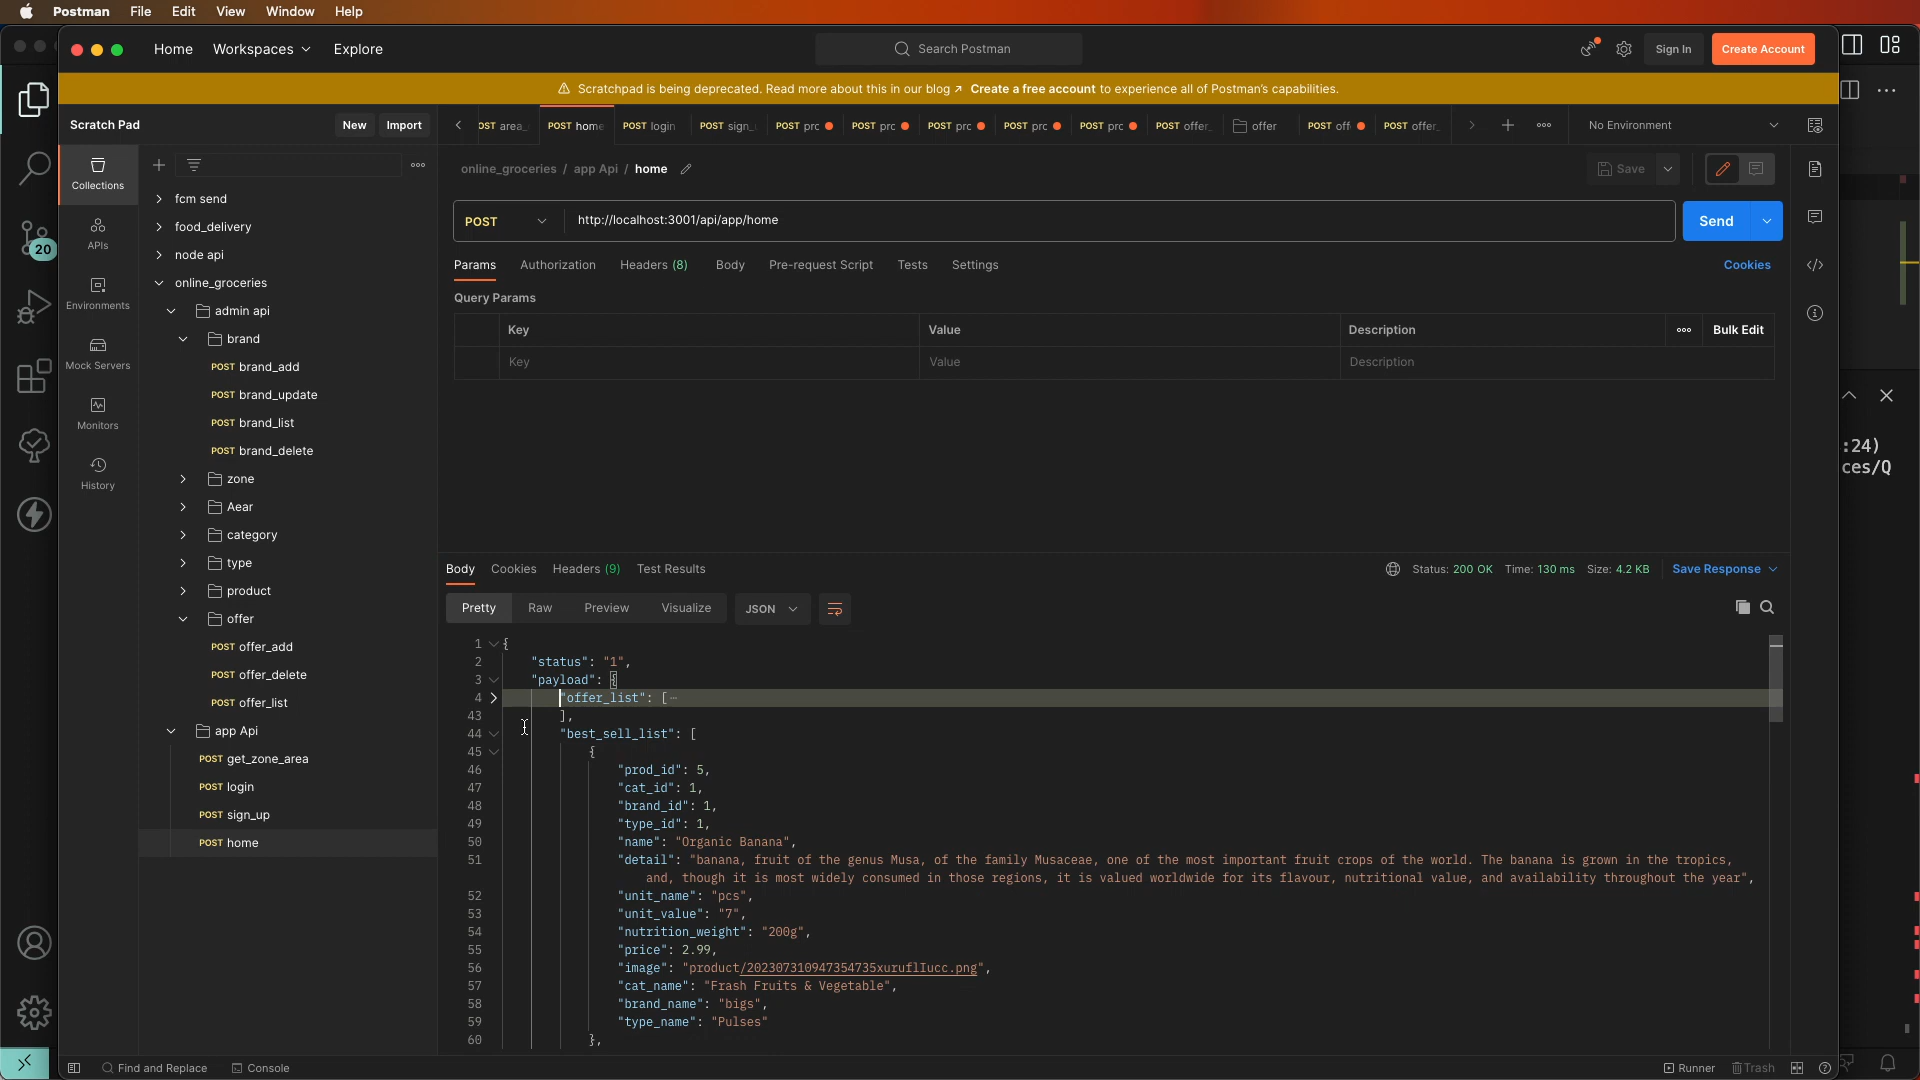 Postman File Edit View Window Help
Home Workspaces Explore
Search Postman
Sign In
Create Account
Scratchpad is being deprecated. Read more about this in our blog ↗ Create a free account to experience all of Postman's capabilities.
Scratch Pad
New
Import
OST area_
POST home
POST login
POST sign_
POST prc
POST prc
POST prc
POST prc
POST prc
POST offer_
offer
POST off
POST offer_
No Environment
Collections
APIs
Environments
Mock Servers
Monitors
History
20
fcm send
food_delivery
node api
online_groceries
admin api
brand
POST brand_add
POST brand_update
POST brand_list
POST brand_delete
zone
Aear
category
type
product
offer
POST offer_add
POST offer_delete
POST offer_list
app Api
POST get_zone_area
POST login
POST sign_up
POST home
online_groceries / app Api / home
Save
POST
http://localhost:3001/api/app/home
Send
Params Authorization Headers (8) Body Pre-request Script Tests Settings
Cookies
Query Params
Key Value Description Bulk Edit
Key Value Description
:24)
ces/Q
Body Cookies Headers (9) Test Results
Status: 200 OK Time: 130 ms Size: 4.2 KB Save Response
Pretty Raw Preview Visualize JSON
1 {
2 "status": "1",
3 "payload": {
4 "offer_list": [ ⋯
43 ],
44 "best_sell_list": [
45 {
46 "prod_id": 5,
47 "cat_id": 1,
48 "brand_id": 1,
49 "type_id": 1,
50 "name": "Organic Banana",
51 "detail": "banana, fruit of the genus Musa, of the family Musaceae, one of the most important fruit crops of the world. The banana is grown in the tropics,
and, though it is most widely consumed in those regions, it is valued worldwide for its flavour, nutritional value, and availability throughout the year",
52 "unit_name": "pcs",
53 "unit_value": "7",
54 "nutrition_weight": "200g",
55 "price": 2.99,
56 "image": "product/202307310947354735xuruflIucc.png",
57 "cat_name": "Frash Fruits & Vegetable",
58 "brand_name": "bigs",
59 "type_name": "Pulses"
60 },
Find and Replace
Console
Runner
Trash